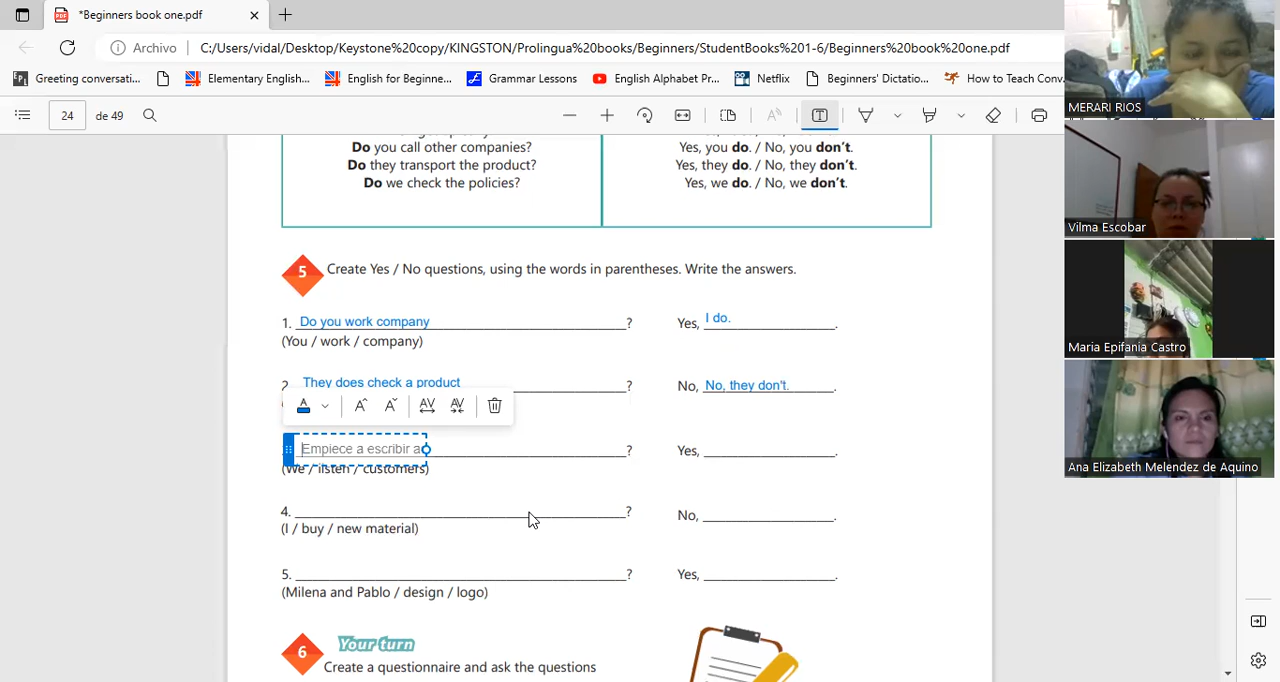 *Beginners book one.pdf
Archivo
C:/Users/vidal/Desktop/Keystone%20copy/KINGSTON/Prolingua%20books/Beginners/StudentBooks%201-6/Beginners%20book%20one.pdf
Greeting conversati...
Elementary English...
English for Beginne...
Grammar Lessons
English Alphabet Pr...
Netflix
Beginners' Dictatio...
How to Teach Conv
24
de 49
Do you call other companies?
Yes, you do. / No, you don't.
Do they transport the product?
Yes, they do. / No, they don't.
Do we check the policies?
Yes, we do. / No, we don't.
5
Create Yes / No questions, using the words in parentheses. Write the answers.
1. Do you work company ?
Yes, I do. .
(You / work / company)
2. They does check a product ?
No, No, they don't. .
Empiece a escribir a ?
Yes, .
(We / listen / customers)
4. ?
No, .
(I / buy / new material)
5. ?
Yes, .
(Milena and Pablo / design / logo)
6
Your turn
Create a questionnaire and ask the questions
MERARI RIOS
Vilma Escobar
Maria Epifania Castro
Ana Elizabeth Melendez de Aquino